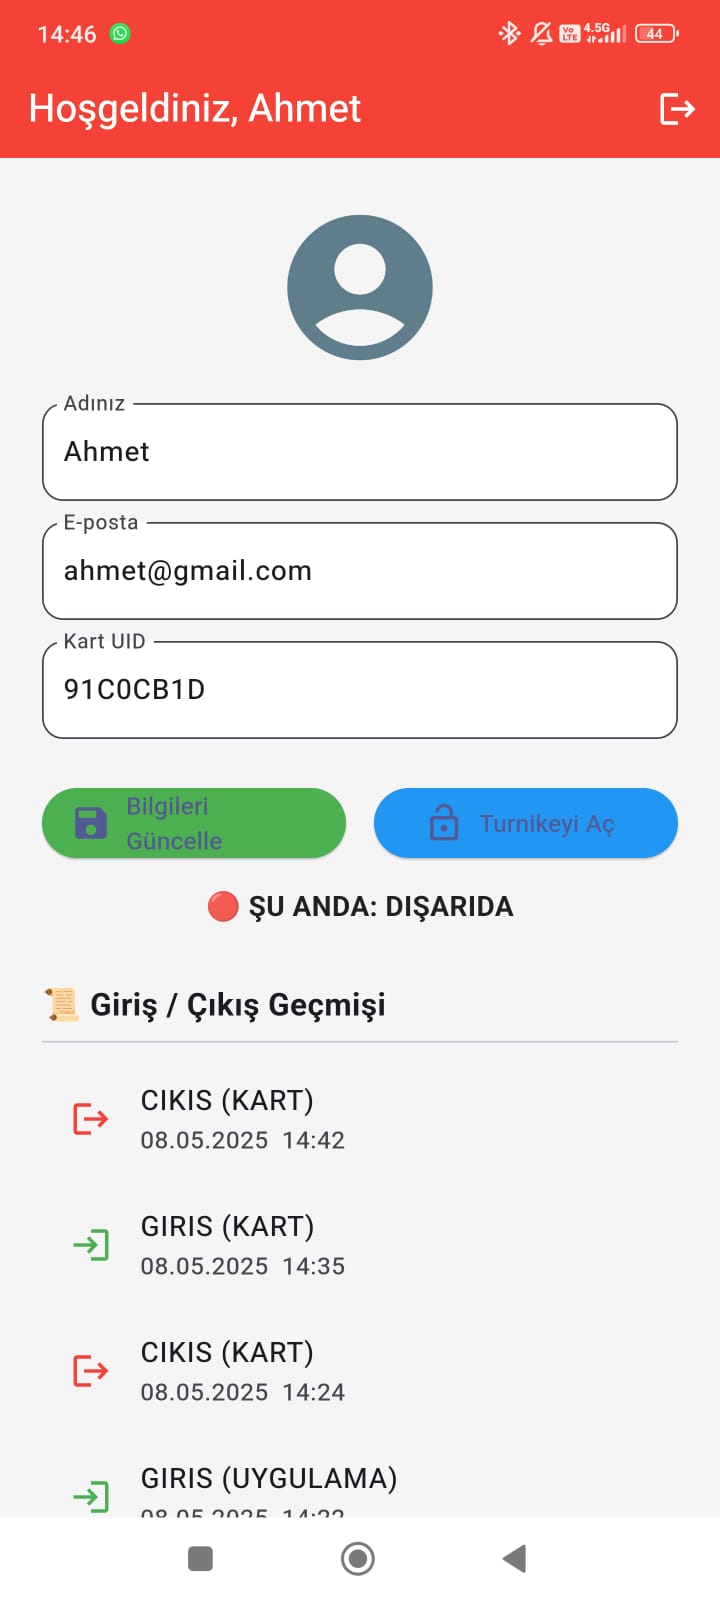 14:46
4.5G
Vo
LTE
44
Hoşgeldiniz, Ahmet
Adınız
Ahmet
E-posta
ahmet@gmail.com
Kart UID
91C0CB1D
Bilgileri
Güncelle
Turnikeyi Aç
ŞU ANDA: DIŞARIDA
Giriş / Çıkış Geçmişi
CIKIS (KART)
08.05.2025 14:42
GIRIS (KART)
08.05.2025 14:35
CIKIS (KART)
08.05.2025 14:24
GIRIS (UYGULAMA)